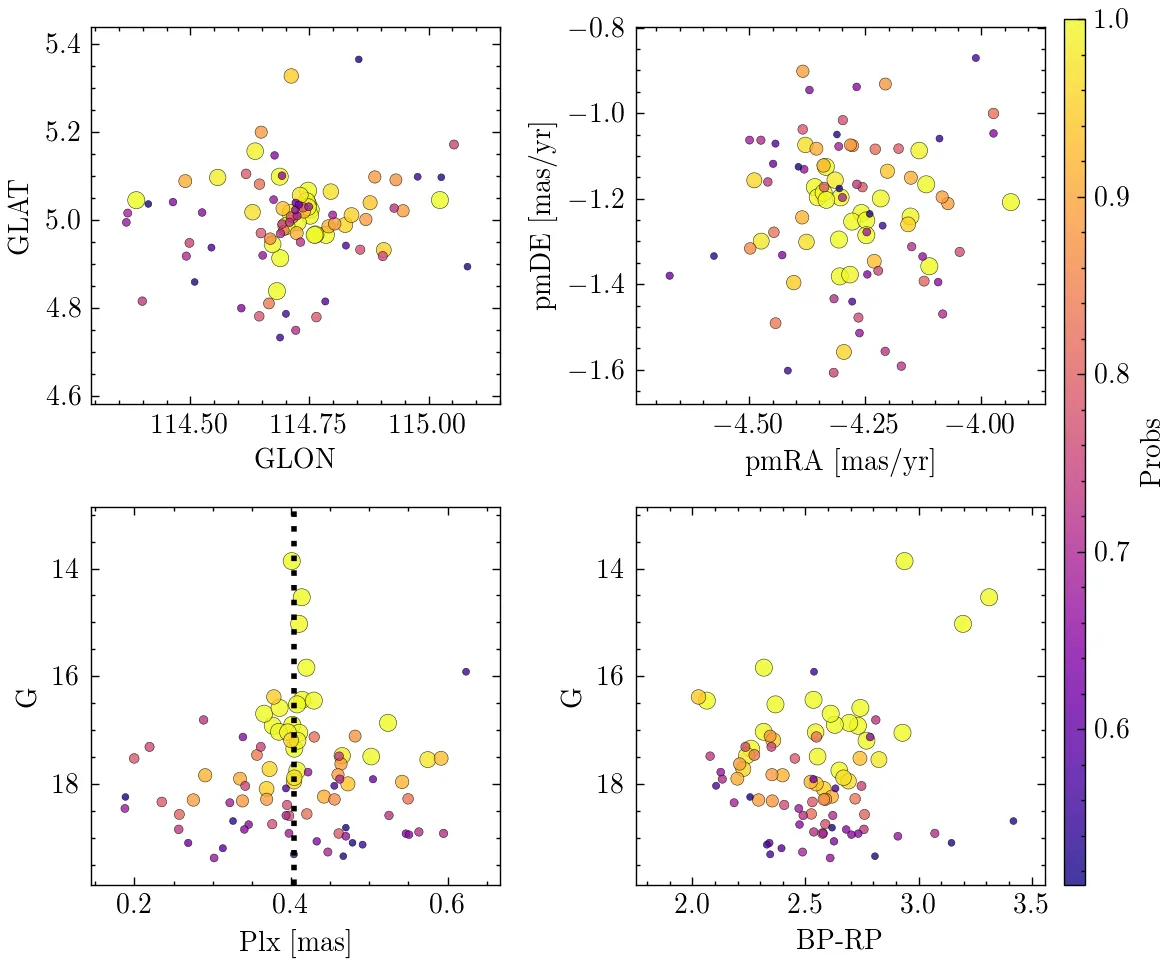 5.4
5.2
5.0
4.8
4.6
GLAT
114.50 114.75 115.00
GLON
−0.8
−1.0
−1.2
−1.4
−1.6
pmDE [mas/yr]
−4.50 −4.25 −4.00
pmRA [mas/yr]
14
16
18
G
0.2 0.4 0.6
Plx [mas]
14
16
18
G
2.0 2.5 3.0 3.5
BP-RP
1.0
0.9
0.8
0.7
0.6
Probs